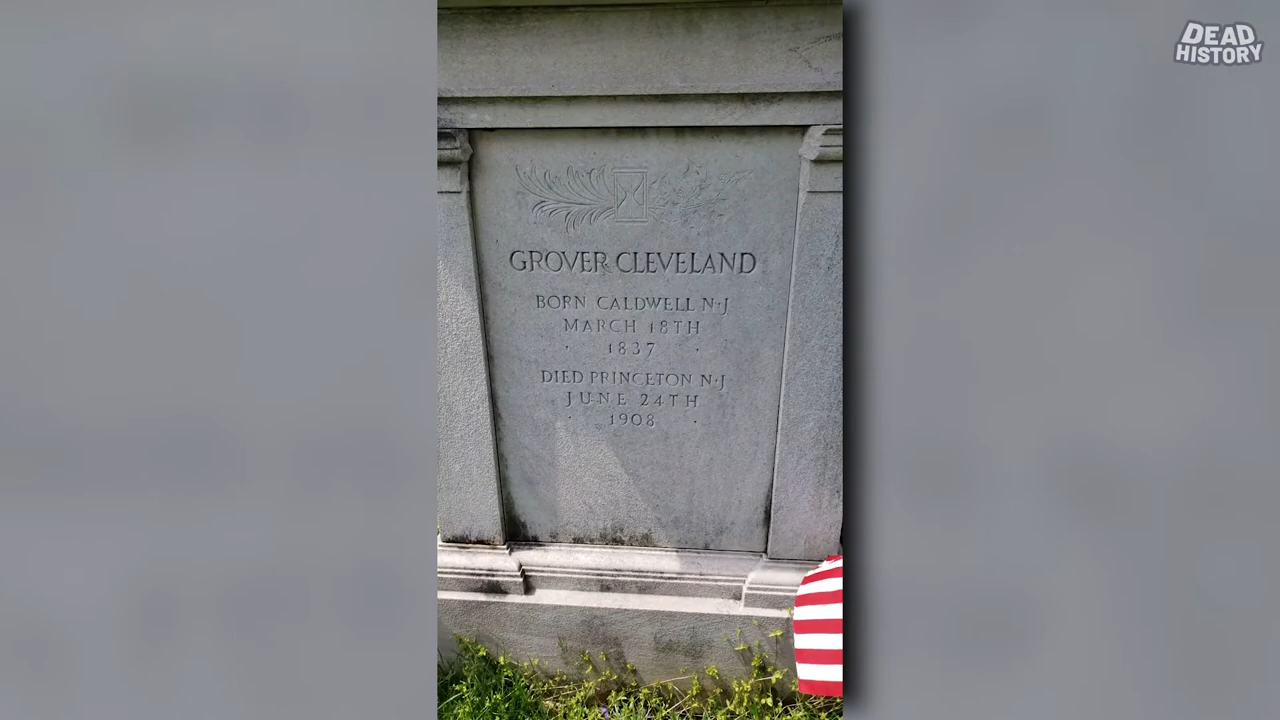 DEAD
HISTORY
GROVER CLEVELAND
BORN CALDWELL N·J
MARCH 18TH
· 1837 ·
DIED PRINCETON N·J
JUNE 24TH
· 1908 ·